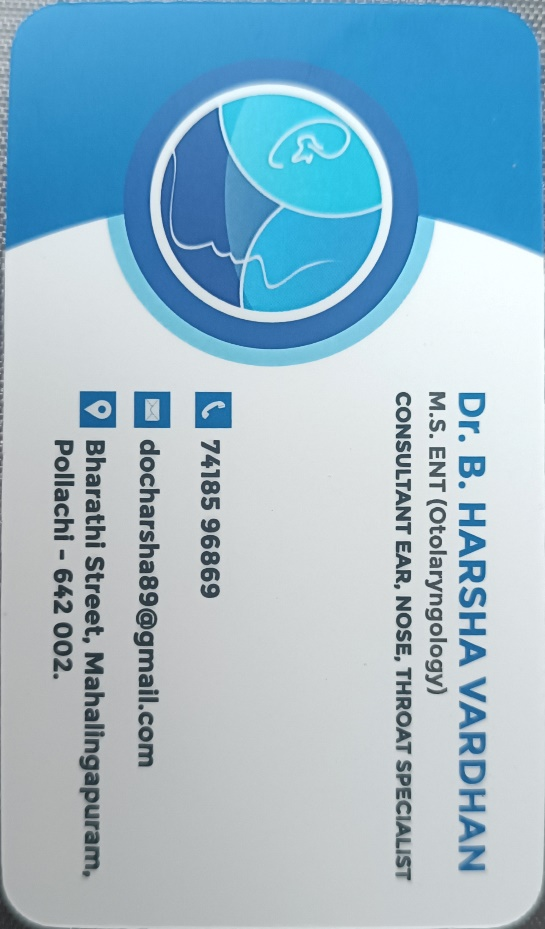 Dr. B. HARSHA VARDHAN
M.S. ENT (Otolaryngology)
CONSULTANT EAR, NOSE, THROAT SPECIALIST
74185 96869
docharsha89@gmail.com
Bharathi Street, Mahalingapuram,
Pollachi - 642 002.